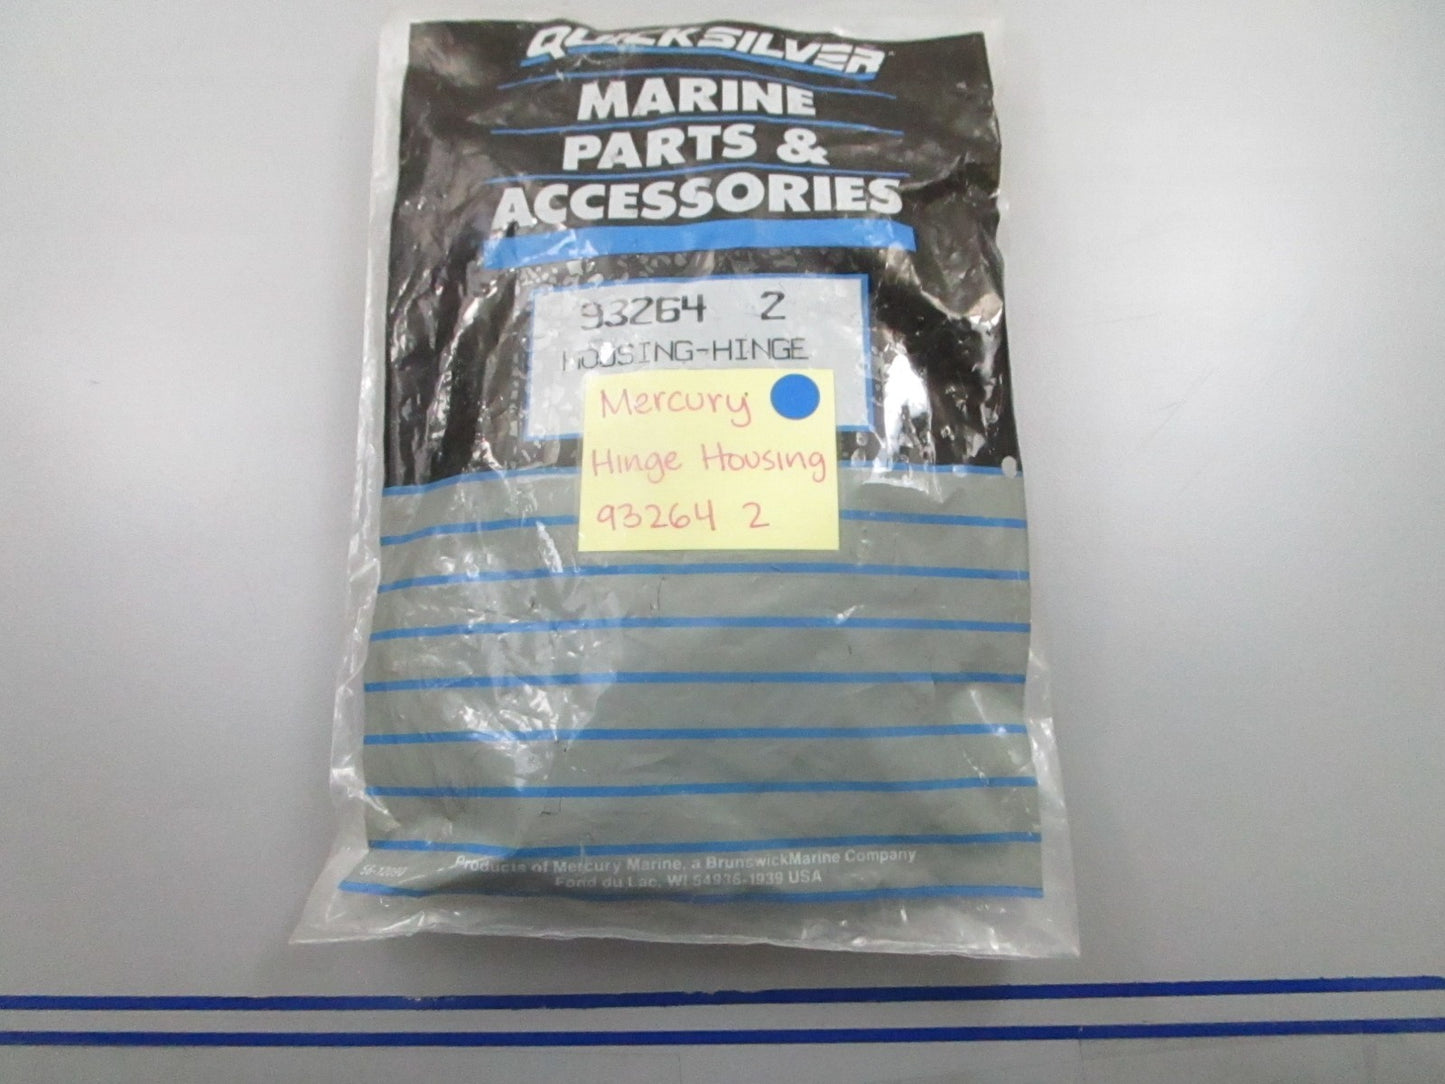 QUICKSILVER
MARINE
PARTS &
ACCESSORIES
93264 2
HOUSING-HINGE
Mercury
Hinge Housing
93264 2
Products of Mercury Marine, a BrunswickMarine Company
Fond du Lac, WI 54936-1939 USA